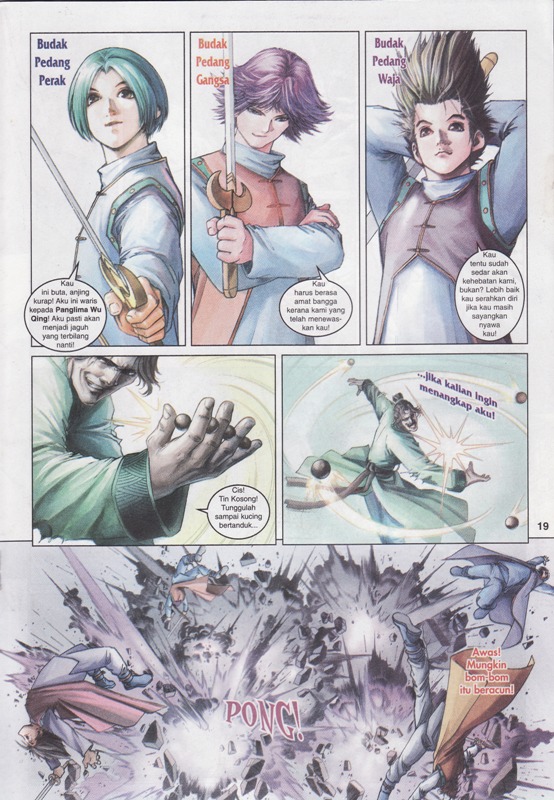 Budak
Pedang
Perak
Kau
ini buta, anjing
kurap! Aku ini waris
kepada Panglima Wu
Qing! Aku pasti akan
menjadi jaguh
yang terbilang
nanti!
Budak
Pedang
Gangsa
Kau
harus berasa
amat bangga
kerana kami yang
telah menewas-
kan kau!
Budak
Pedang
Waja
Kau
tentu sudah
sedar akan
kehebatan kami,
bukan? Lebih baik
kau serahkan diri
jika kau masih
sayangkan
nyawa
kau!
Cis!
Tin Kosong!
Tunggulah
sampai kucing
bertanduk...
...jika kalian ingin
menangkap aku!
19
Awas!
Mungkin
bom-bom
itu beracun!
PONG!